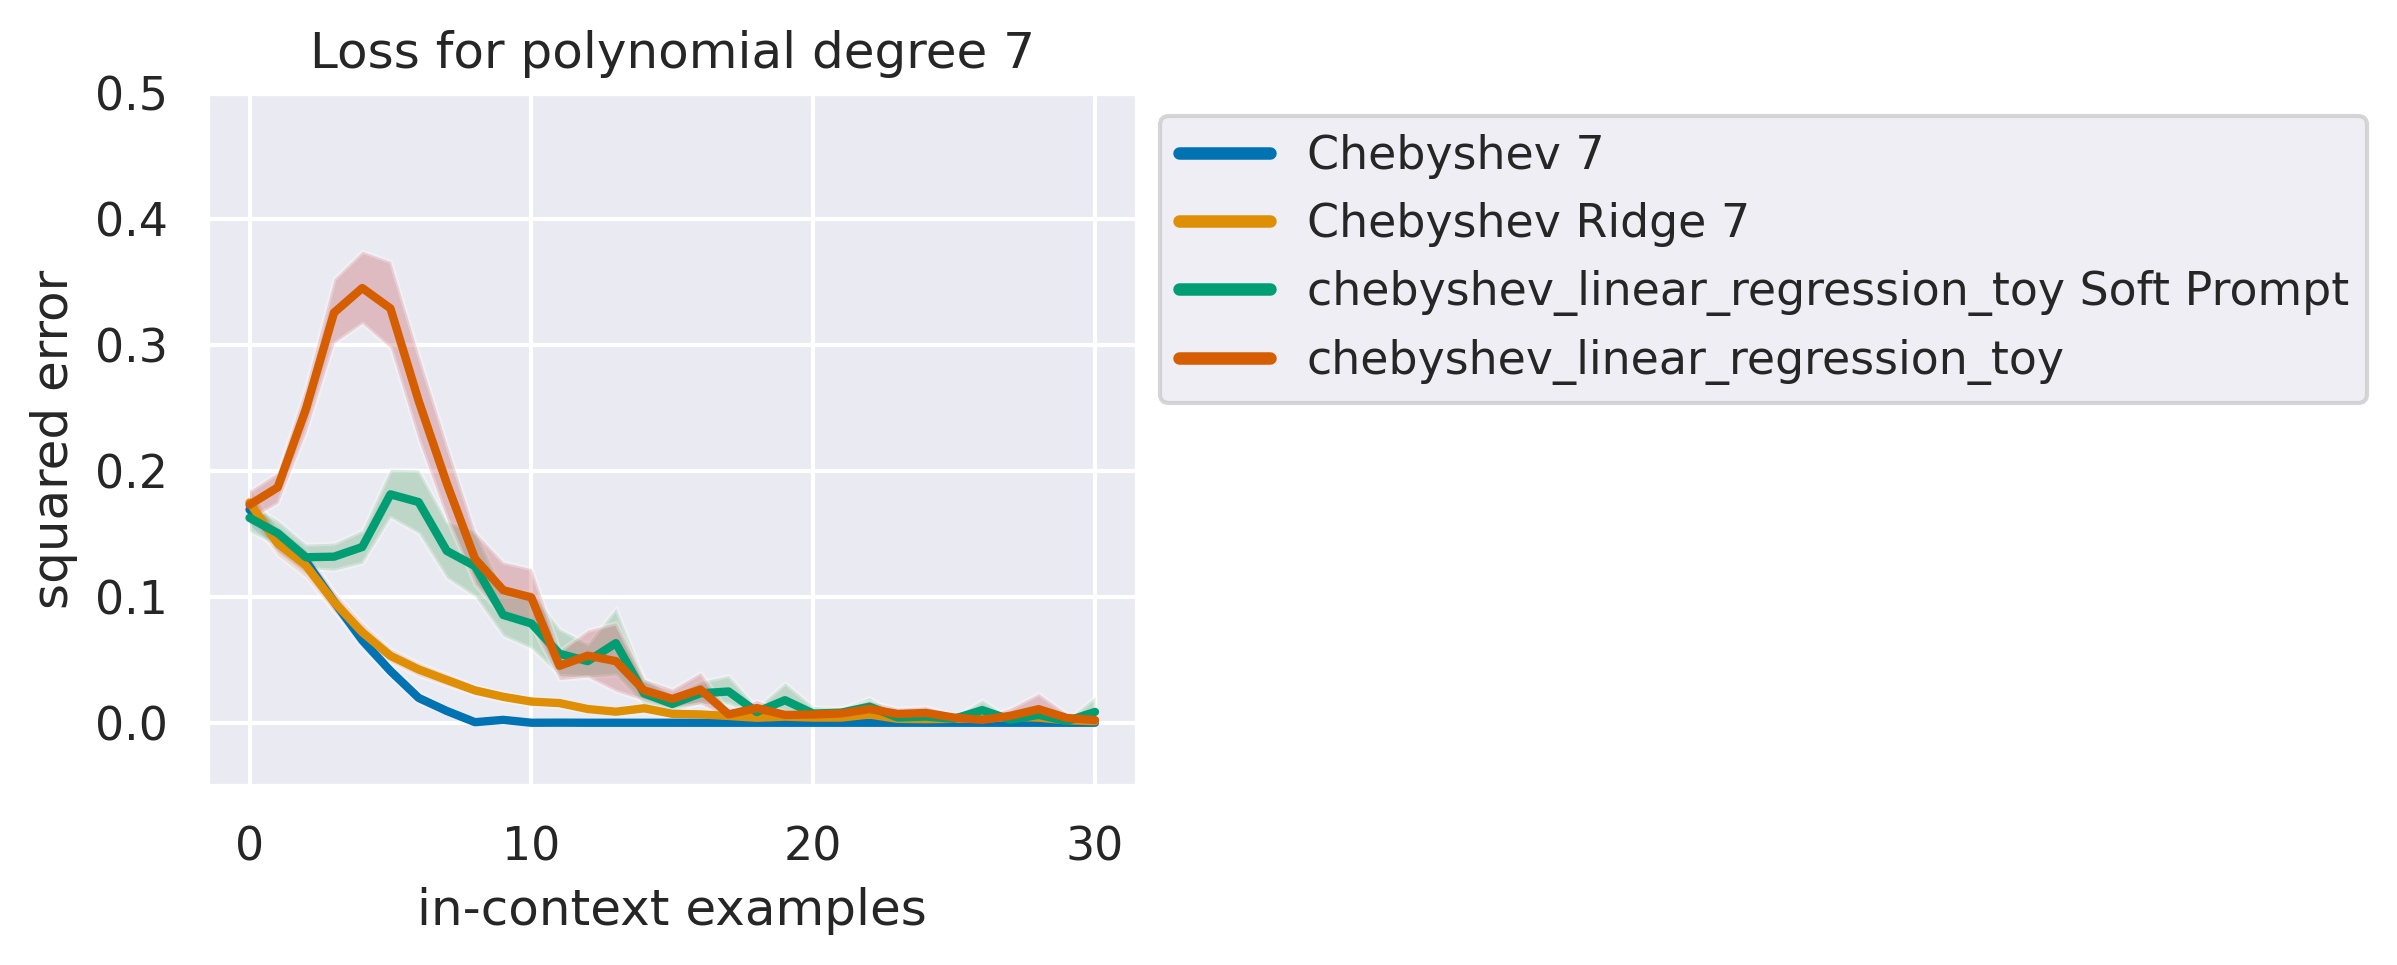 Loss for polynomial degree 7
0.5
0.4
0.3
0.2
0.1
0.0
squared error
0
10
20
30
in-context examples
Chebyshev 7
Chebyshev Ridge 7
chebyshev_linear_regression_toy Soft Prompt
chebyshev_linear_regression_toy